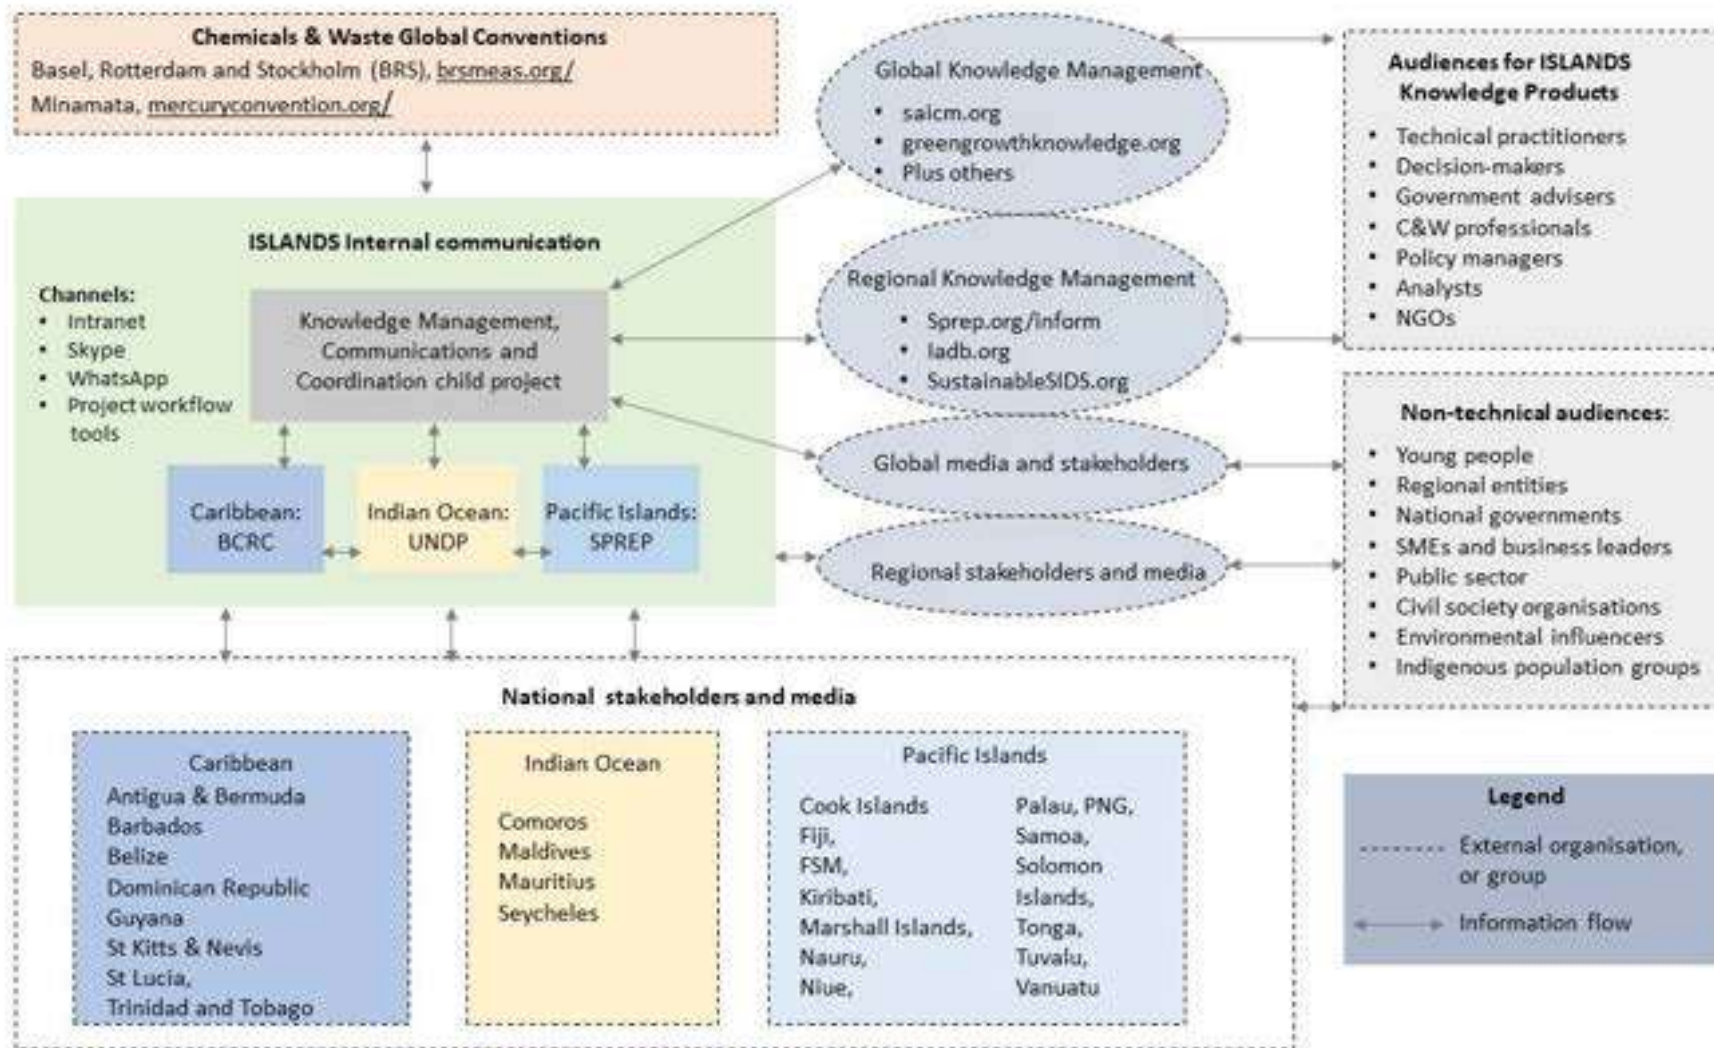 Chemicals & Waste Global Conventions
Basel, Rotterdam and Stockholm (BRS), brsmeas.org/
Minamata, mercuryconvention.org/
ISLANDS Internal communication
Channels:
• Intranet
• Skype
• WhatsApp
• Project workflow
tools
Knowledge Management,
Communications and
Coordination child project
Caribbean:
BCRC
Indian Ocean:
UNDP
Pacific Islands:
SPREP
Global Knowledge Management
• saicm.org
• greengrowthknowledge.org
• Plus others
Regional Knowledge Management
• Sprep.org/inform
• Iadb.org
• SustainableSIDS.org
Global media and stakeholders
Regional stakeholders and media
Audiences for ISLANDS
Knowledge Products
• Technical practitioners
• Decision-makers
• Government advisers
• C&W professionals
• Policy managers
• Analysts
• NGOs
Non-technical audiences:
• Young people
• Regional entities
• National governments
• SMEs and business leaders
• Public sector
• Civil society organisations
• Environmental influencers
• Indigenous population groups
National stakeholders and media
Caribbean
Antigua & Bermuda
Barbados
Belize
Dominican Republic
Guyana
St Kitts & Nevis
St Lucia,
Trinidad and Tobago
Indian Ocean
Comoros
Maldives
Mauritius
Seycheles
Pacific Islands
Cook Islands
Fiji,
FSM,
Kiribati,
Marshall Islands,
Nauru,
Niue,
Palau, PNG,
Samoa,
Solomon
Islands,
Tonga,
Tuvalu,
Vanuatu
Legend
External organisation,
or group
Information flow